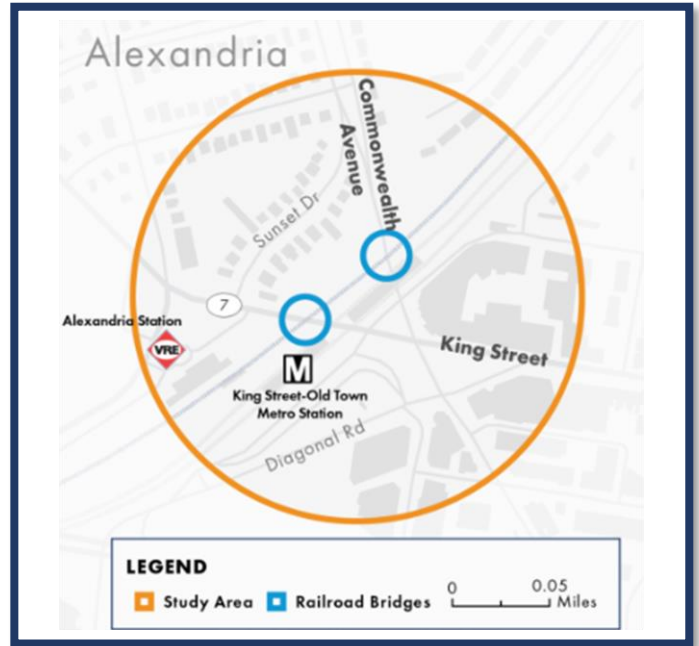 Alexandria
Commonwealth
Avenue
Sunset Dr
7
Alexandria Station
VRE
King Street
M
King Street-Old Town
Metro Station
Diagonal Rd
LEGEND
Study Area
Railroad Bridges
0 0.05
Miles